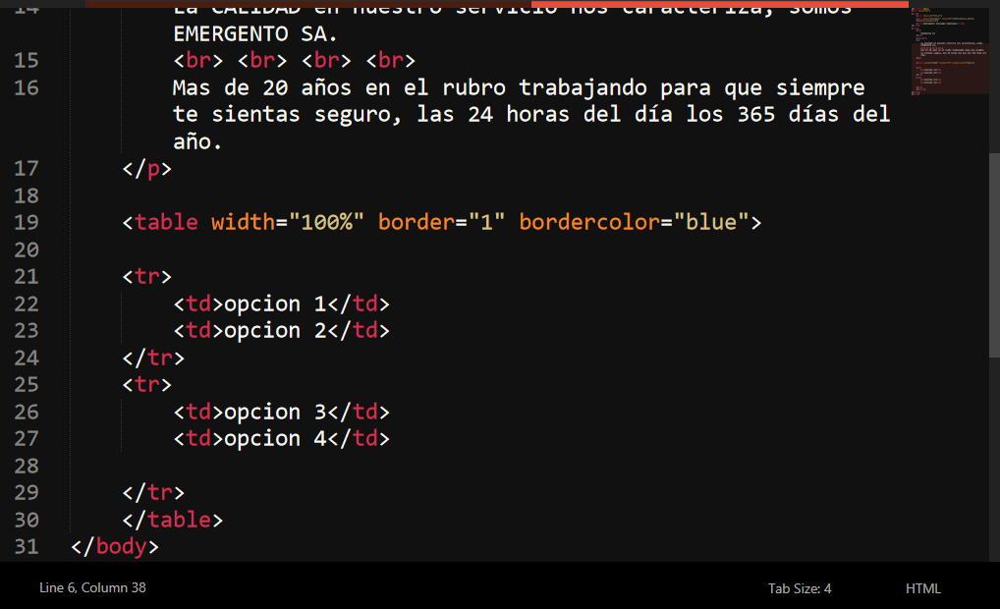 14 La CALIDAD en nuestro servicio nos caracteriza, somos
EMERGENTO SA.
15 <br> <br> <br> <br>
16 Mas de 20 años en el rubro trabajando para que siempre
te sientas seguro, las 24 horas del día los 365 días del
año.
17 </p>
18
19 <table width="100%" border="1" bordercolor="blue">
20
21 <tr>
22 <td>opcion 1</td>
23 <td>opcion 2</td>
24 </tr>
25 <tr>
26 <td>opcion 3</td>
27 <td>opcion 4</td>
28
29 </tr>
30 </table>
31 </body>
Line 6, Column 38 Tab Size: 4 HTML